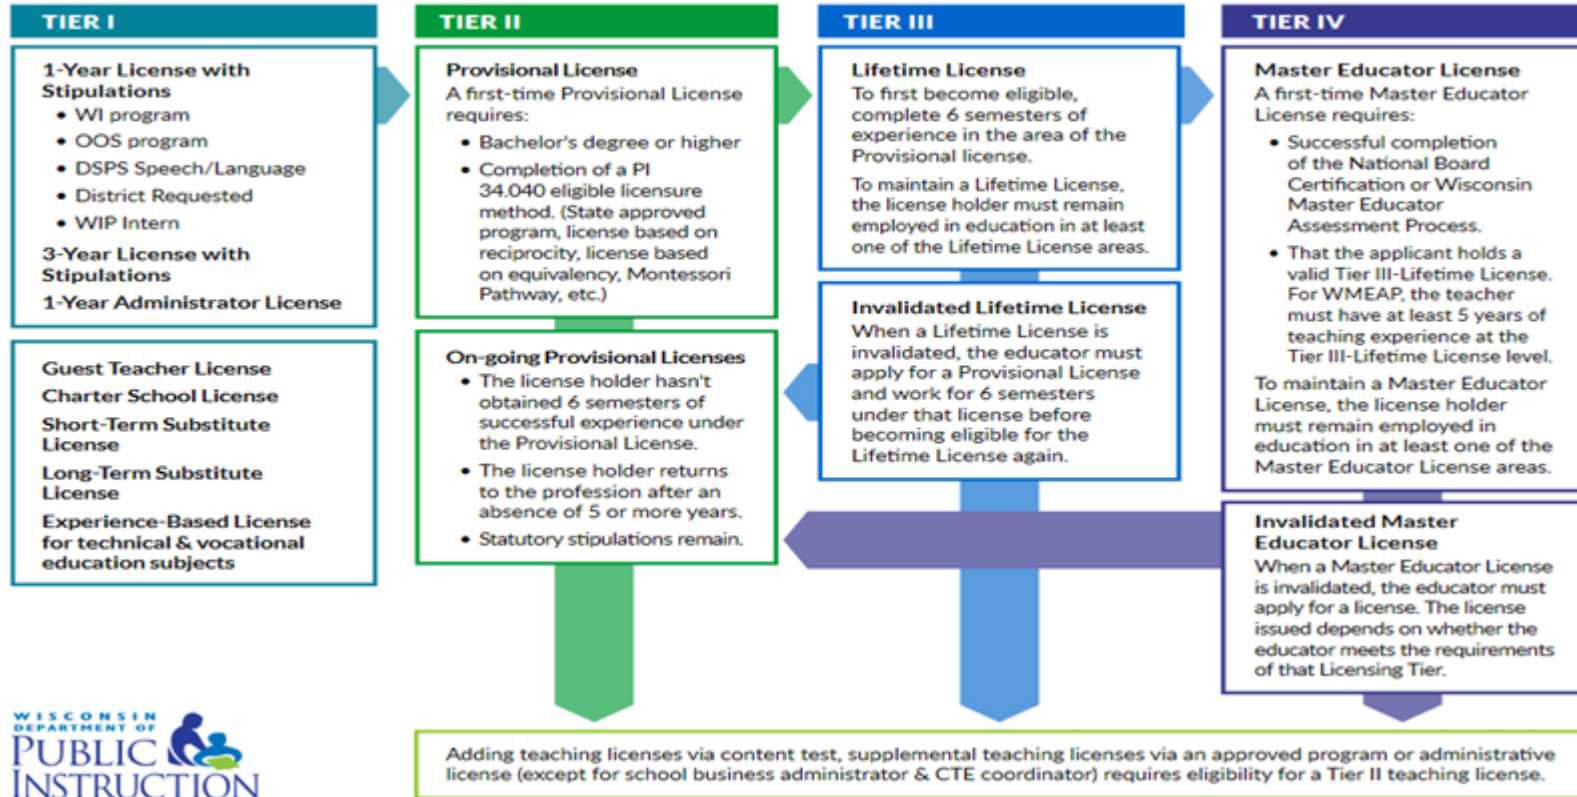 TIER I
1-Year License with
Stipulations
• WI program
• OOS program
• DSPS Speech/Language
• District Requested
• WIP Intern
3-Year License with
Stipulations
1-Year Administrator License
Guest Teacher License
Charter School License
Short-Term Substitute
License
Long-Term Substitute
License
Experience-Based License
for technical & vocational
education subjects
TIER II
Provisional License
A first-time Provisional License
requires:
• Bachelor's degree or higher
• Completion of a PI
34.040 eligible licensure
method. (State approved
program, license based on
reciprocity, license based
on equivalency, Montessori
Pathway, etc.)
On-going Provisional Licenses
• The license holder hasn't
obtained 6 semesters of
successful experience under
the Provisional License.
• The license holder returns
to the profession after an
absence of 5 or more years.
• Statutory stipulations remain.
TIER III
Lifetime License
To first become eligible,
complete 6 semesters of
experience in the area of the
Provisional license.
To maintain a Lifetime License,
the license holder must remain
employed in education in at least
one of the Lifetime License areas.
Invalidated Lifetime License
When a Lifetime License is
invalidated, the educator must
apply for a Provisional License
and work for 6 semesters
under that license before
becoming eligible for the
Lifetime License again.
TIER IV
Master Educator License
A first-time Master Educator
License requires:
• Successful completion
of the National Board
Certification or Wisconsin
Master Educator
Assessment Process.
• That the applicant holds a
valid Tier III-Lifetime License.
For WMEAP, the teacher
must have at least 5 years of
teaching experience at the
Tier III-Lifetime License level.
To maintain a Master Educator
License, the license holder
must remain employed in
education in at least one of the
Master Educator License areas.
Invalidated Master
Educator License
When a Master Educator License
is invalidated, the educator must
apply for a license. The license
issued depends on whether the
educator meets the requirements
of that Licensing Tier.
WISCONSIN
DEPARTMENT OF
PUBLIC
INSTRUCTION
Adding teaching licenses via content test, supplemental teaching licenses via an approved program or administrative
license (except for school business administrator & CTE coordinator) requires eligibility for a Tier II teaching license.